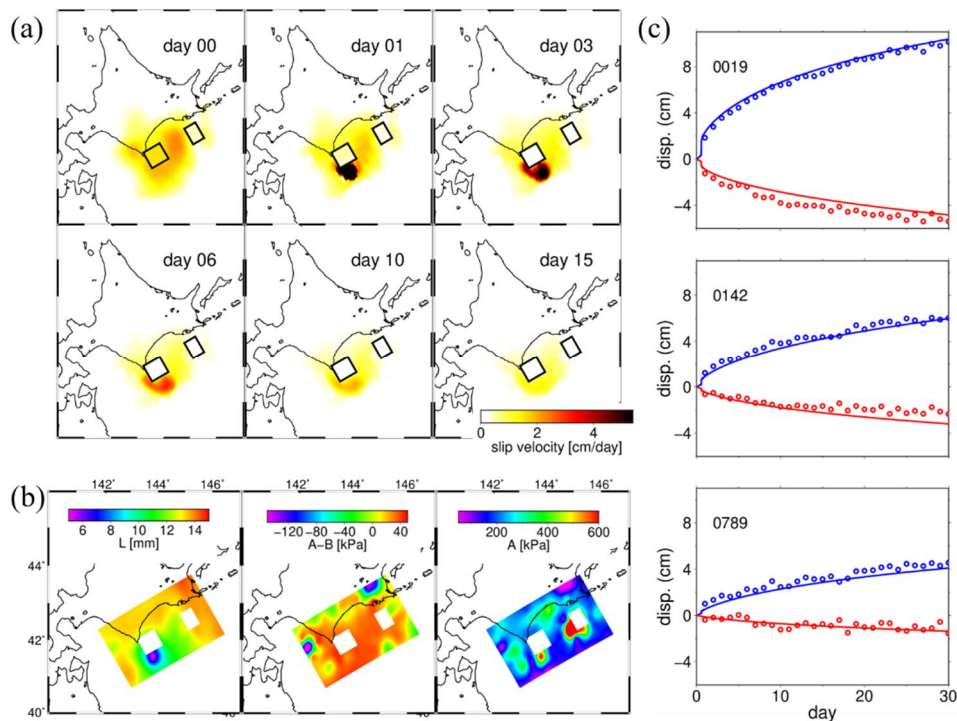 (a)
day 00
day 01
day 03
day 06
day 10
day 15
0 2 4
slip velocity [cm/day]
(b)
142° 144° 146° 142° 144° 146° 142° 144° 146°
6 8 10 12 14
L [mm]
−120 −80 −40 0 40
A−B [kPa]
200 400 600
A [kPa]
44°
42°
40°
(c)
8
4
0
−4
disp. (cm)
0019
8
4
0
−4
disp. (cm)
0142
8
4
0
−4
disp. (cm)
0789
0 10 20 30
day